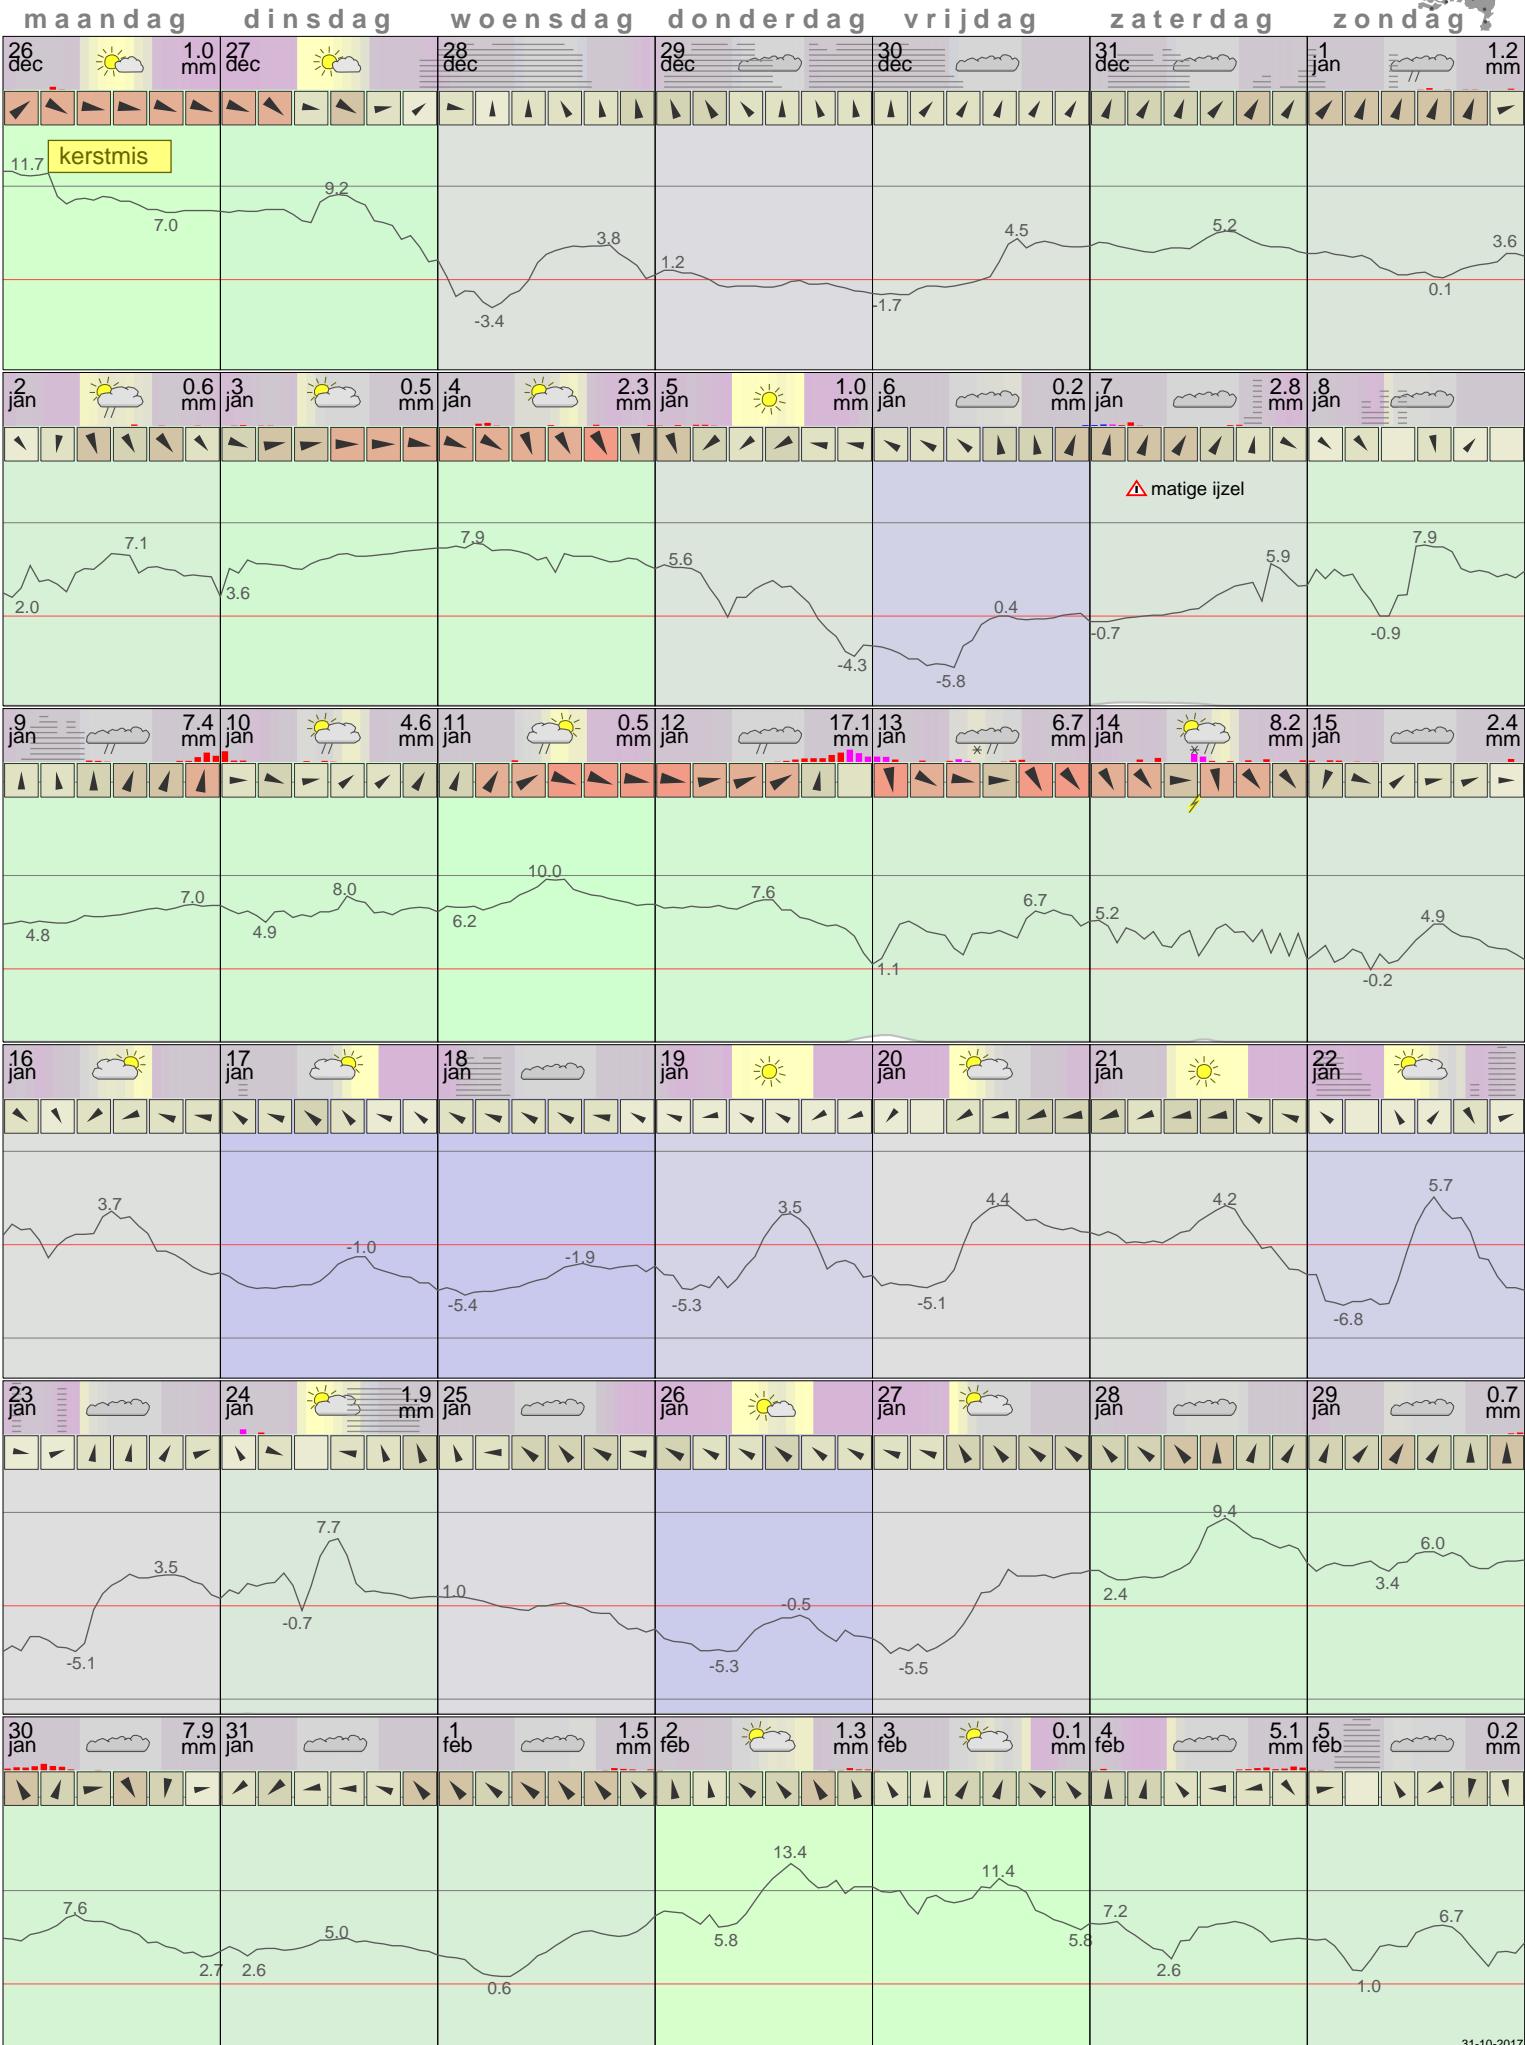 maandag dinsdag woensdag donderdag vrijdag zaterdag zondag
26 dec 1.0 mm 27 dec 28 dec 29 dec 30 dec 31 dec 1 jan 1.2 mm
kerstmis
11.7 7.0 9.2 -3.4 3.8 1.2 -1.7 4.5 5.2 0.1 3.6
2 jan 0.6 mm 3 jan 0.5 mm 4 jan 2.3 mm 5 jan 1.0 mm 6 jan 0.2 mm 7 jan 2.8 mm 8 jan
matige ijzel
2.0 7.1 3.6 7.9 5.6 -4.3 -5.8 0.4 -0.7 5.9 -0.9 7.9
9 jan 7.4 mm 10 jan 4.6 mm 11 jan 0.5 mm 12 jan 17.1 mm 13 jan 6.7 mm 14 jan 8.2 mm 15 jan 2.4 mm
4.8 7.0 4.9 8.0 6.2 10.0 7.6 1.1 6.7 5.2 -0.2 4.9
16 jan 17 jan 18 jan 19 jan 20 jan 21 jan 22 jan
3.7 -1.0 -5.4 -1.9 -5.3 3.5 -5.1 4.4 4.2 -6.8 5.7
23 jan 24 jan 1.9 mm 25 jan 26 jan 27 jan 28 jan 29 jan 0.7 mm
-5.1 3.5 -0.7 7.7 1.0 -5.3 -0.5 -5.5 2.4 9.4 3.4 6.0
30 jan 7.9 mm 31 jan 1 feb 1.5 mm 2 feb 1.3 mm 3 feb 0.1 mm 4 feb 5.1 mm 5 feb 0.2 mm
7.6 2.7 2.6 5.0 0.6 5.8 13.4 11.4 5.8 7.2 2.6 1.0 6.7
31-10-2017